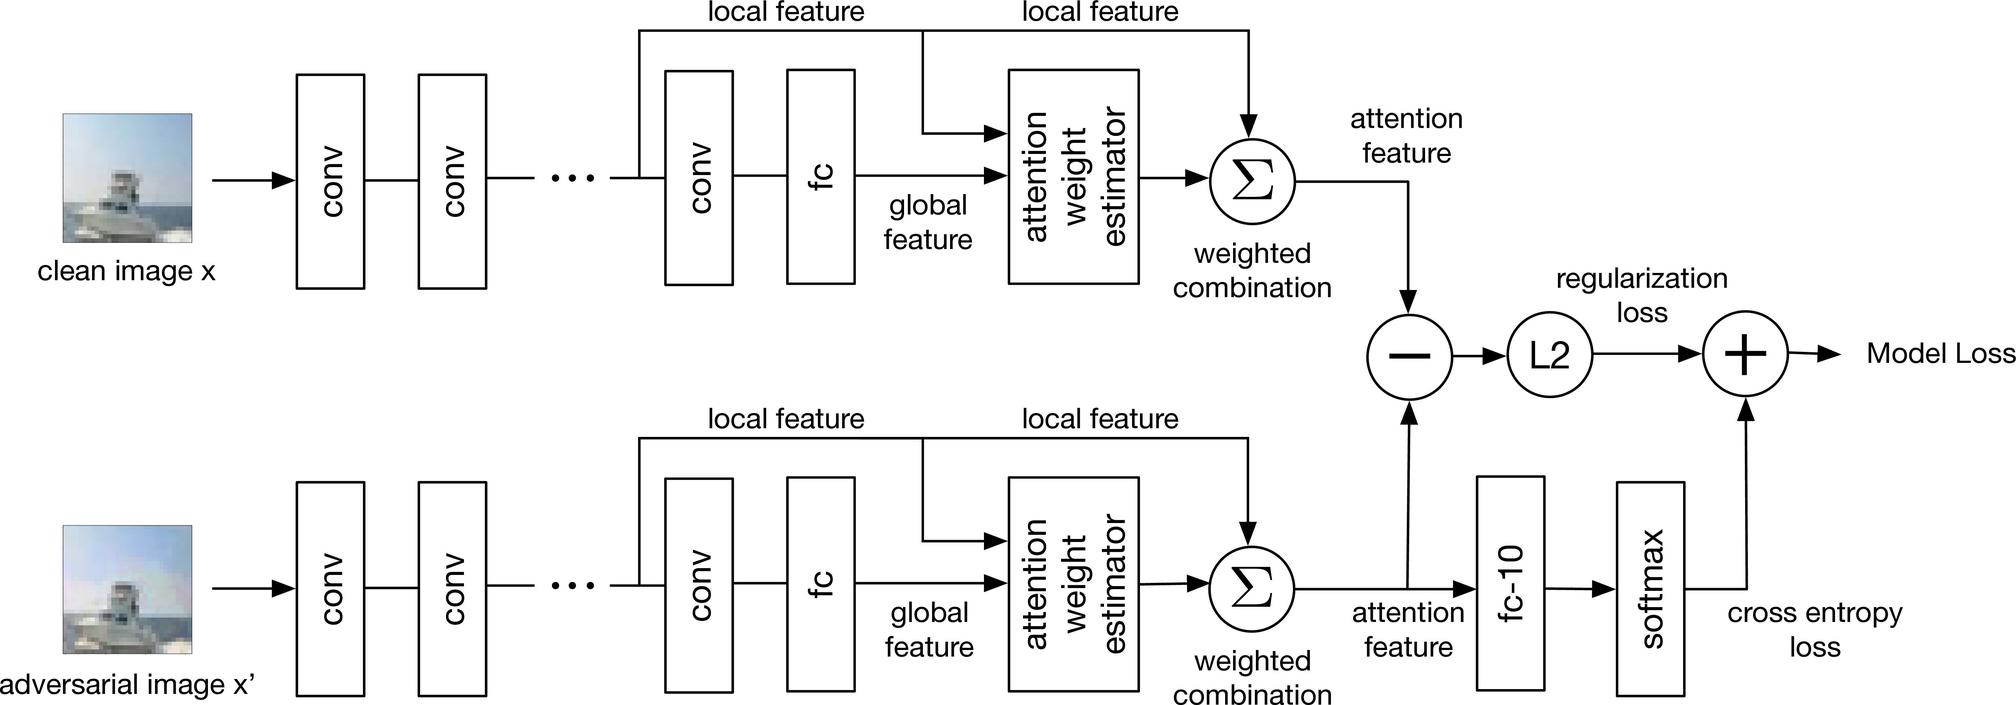 local feature
local feature
conv
conv
...
conv
fc
attention
weight
estimator
Σ
attention
feature
global
feature
clean image x
weighted
combination
regularization
loss
−
L2
+
Model Loss
local feature
local feature
conv
conv
...
conv
fc
attention
weight
estimator
Σ
fc-10
softmax
global
feature
attention
feature
cross entropy
loss
adversarial image x’
weighted
combination